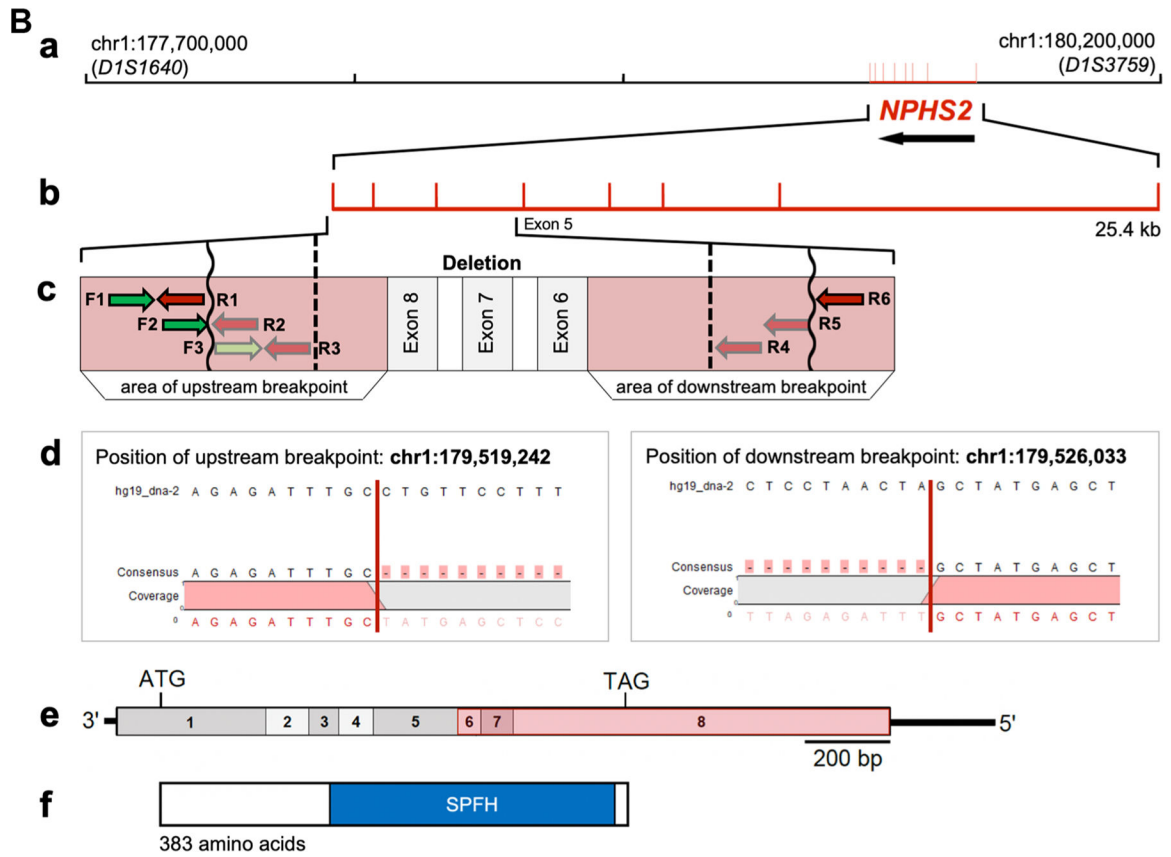 B
a
chr1:177,700,000
(D1S1640)
chr1:180,200,000
(D1S3759)
NPHS2
b
Exon 5
25.4 kb
Deletion
c
F1 R1
F2 R2
F3 R3
Exon 8
Exon 7
Exon 6
R6
R5
R4
area of upstream breakpoint
area of downstream breakpoint
d
Position of upstream breakpoint: chr1:179,519,242
hg19_dna-2 A G A G A T T T G C C T G T T C C T T T
Consensus A G A G A T T T G C - - - - - - - - - -
Coverage
0
0 A G A G A T T T G C T A T G A G C T C C
Position of downstream breakpoint: chr1:179,526,033
hg19_dna-2 C T C C T A A C T A G C T A T G A G C T
Consensus - - - - - - - - - - G C T A T G A G C T
Coverage
0
0 T T A G A G A T T T G C T A T G A G C T
ATG
TAG
e
3' 1 2 3 4 5 6 7 8 5'
200 bp
f
SPFH
383 amino acids